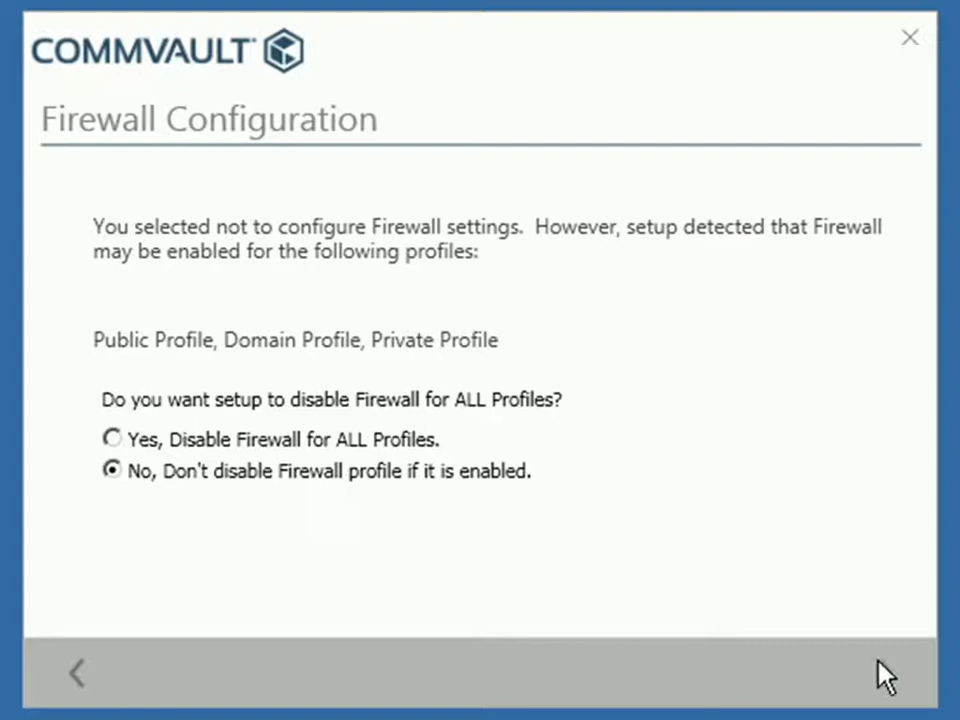 COMMVAULT
Firewall Configuration
You selected not to configure Firewall settings.  However, setup detected that Firewall
may be enabled for the following profiles:
Public Profile, Domain Profile, Private Profile
Do you want setup to disable Firewall for ALL Profiles?
Yes, Disable Firewall for ALL Profiles.
No, Don't disable Firewall profile if it is enabled.